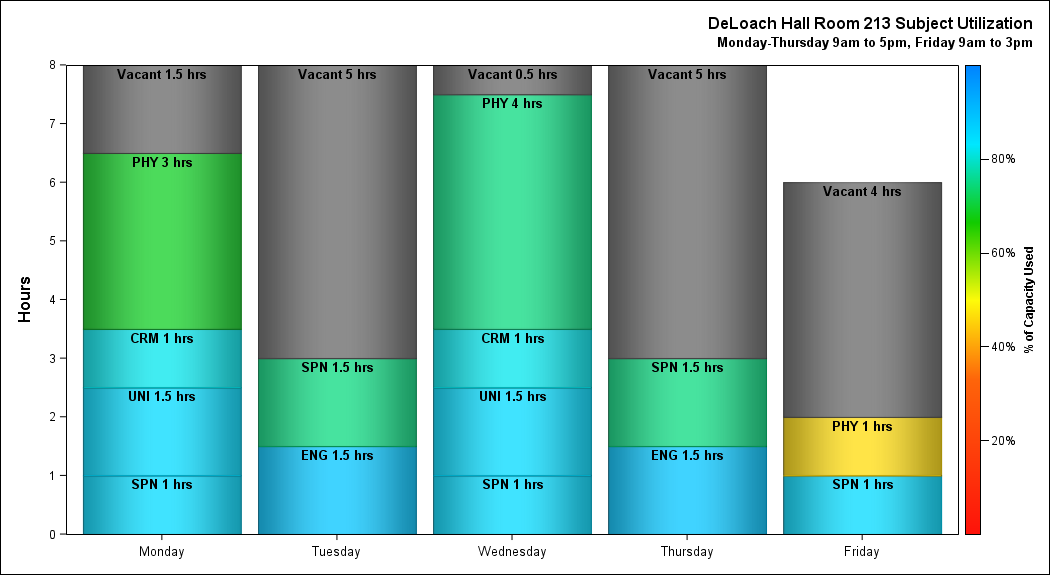 DeLoach Hall Room 213 Subject Utilization
Monday-Thursday 9am to 5pm, Friday 9am to 3pm
Hours
8
7
6
5
4
3
2
1
0
Vacant 1.5 hrs
PHY 3 hrs
CRM 1 hrs
UNI 1.5 hrs
SPN 1 hrs
Monday
Vacant 5 hrs
SPN 1.5 hrs
ENG 1.5 hrs
Tuesday
Vacant 0.5 hrs
PHY 4 hrs
CRM 1 hrs
UNI 1.5 hrs
SPN 1 hrs
Wednesday
Vacant 5 hrs
SPN 1.5 hrs
ENG 1.5 hrs
Thursday
Vacant 4 hrs
PHY 1 hrs
SPN 1 hrs
Friday
80%
60%
40%
20%
% of Capacity Used